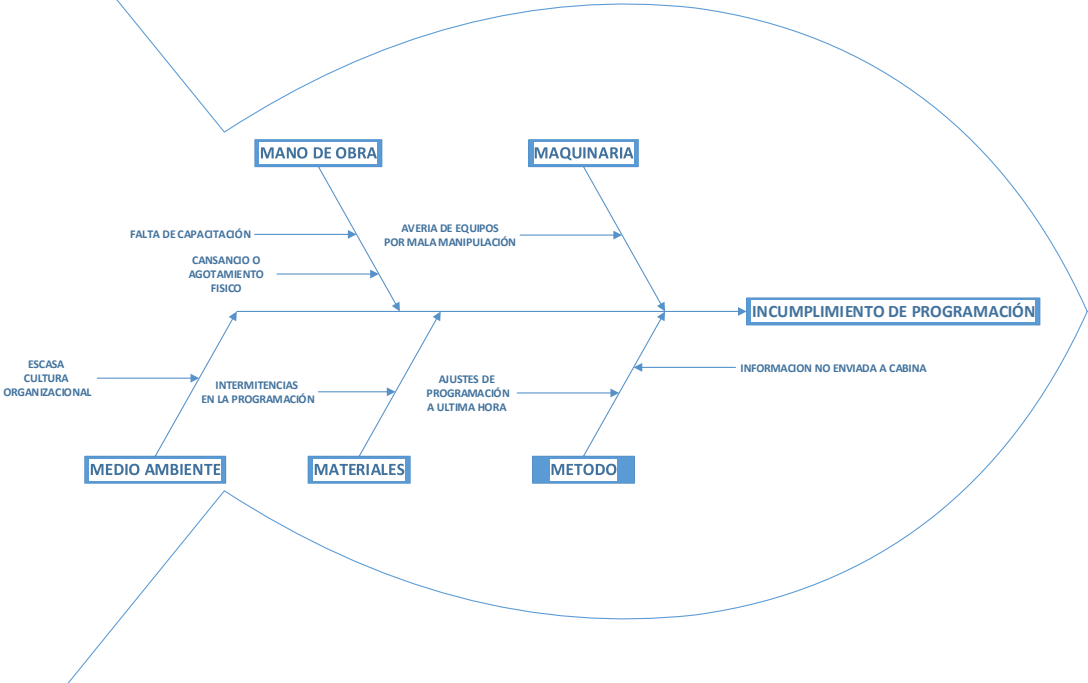 MANO DE OBRA
MAQUINARIA
FALTA DE CAPACITACIÓN
AVERIA DE EQUIPOS
POR MALA MANIPULACIÓN
CANSANCIO O
AGOTAMIENTO
FISICO
INCUMPLIMIENTO DE PROGRAMACIÓN
ESCASA
CULTURA
ORGANIZACIONAL
INTERMITENCIAS
EN LA PROGRAMACIÓN
AJUSTES DE
PROGRAMACIÓN
A ULTIMA HORA
INFORMACION NO ENVIADA A CABINA
MEDIO AMBIENTE
MATERIALES
METODO